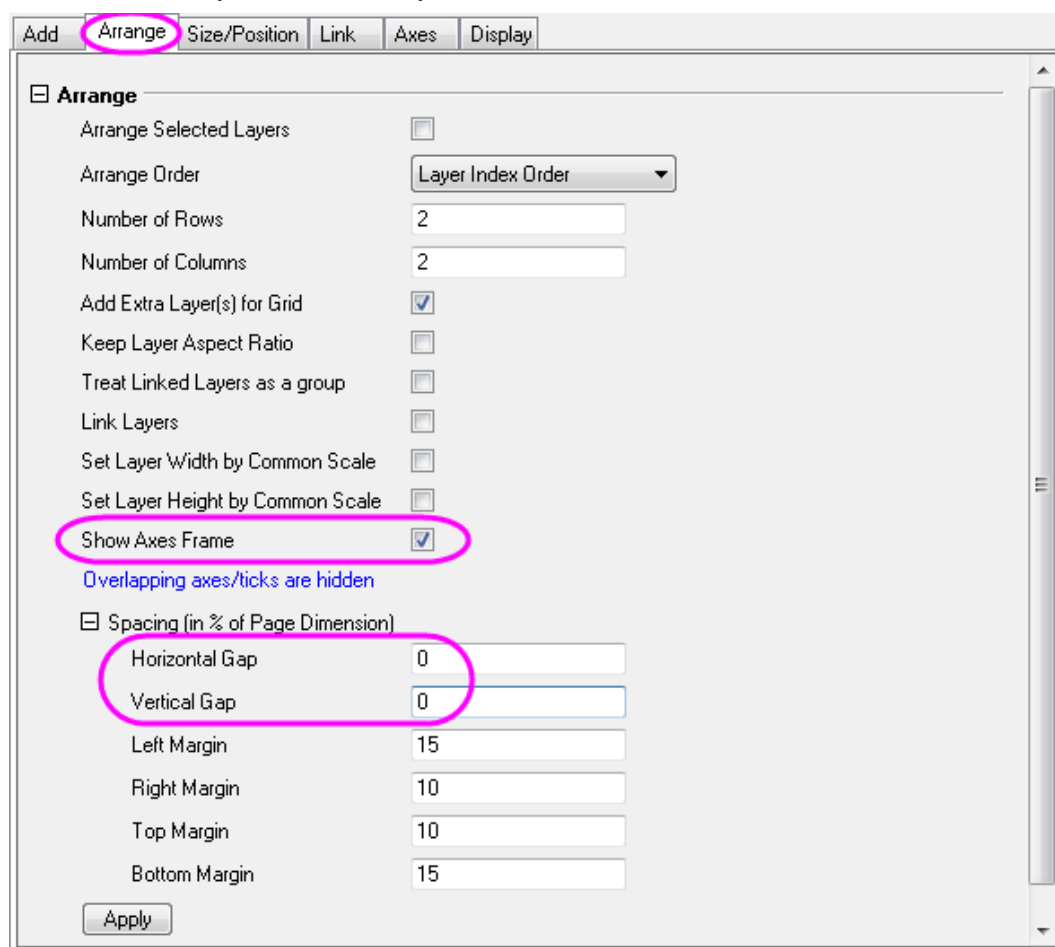 Add Arrange Size/Position Link Axes Display
Arrange
Arrange Selected Layers
Arrange Order Layer Index Order
Number of Rows 2
Number of Columns 2
Add Extra Layer(s) for Grid
Keep Layer Aspect Ratio
Treat Linked Layers as a group
Link Layers
Set Layer Width by Common Scale
Set Layer Height by Common Scale
Show Axes Frame
Overlapping axes/ticks are hidden
Spacing (in % of Page Dimension)
Horizontal Gap 0
Vertical Gap 0
Left Margin 15
Right Margin 10
Top Margin 10
Bottom Margin 15
Apply